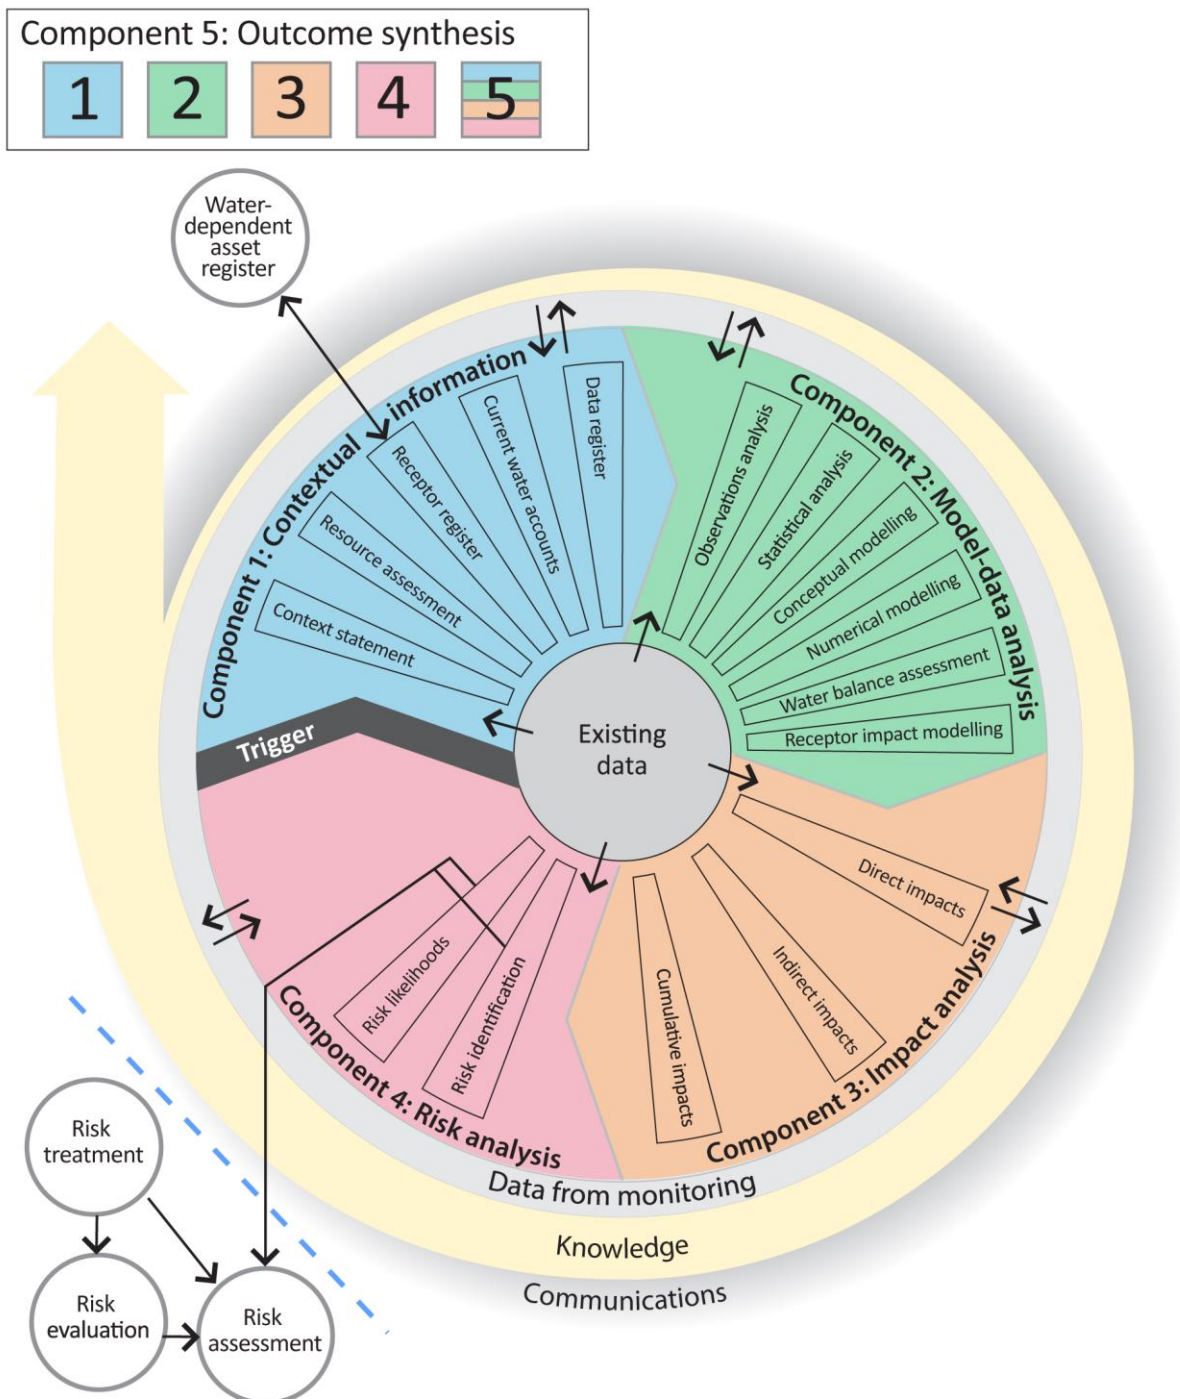 Component 5: Outcome synthesis
1 2 3 4 5
Water-
dependent
asset
register
Component 1: Contextual information
Context statement
Resource assessment
Receptor register
Current water accounts
Data register
Component 2: Model-data analysis
Observations analysis
Statistical analysis
Conceptual modelling
Numerical modelling
Water balance assessment
Receptor impact modelling
Trigger
Existing
data
Component 3: Impact analysis
Direct impacts
Indirect impacts
Cumulative impacts
Component 4: Risk analysis
Risk likelihoods
Risk identification
Data from monitoring
Knowledge
Communications
Risk
treatment
Risk
evaluation
Risk
assessment